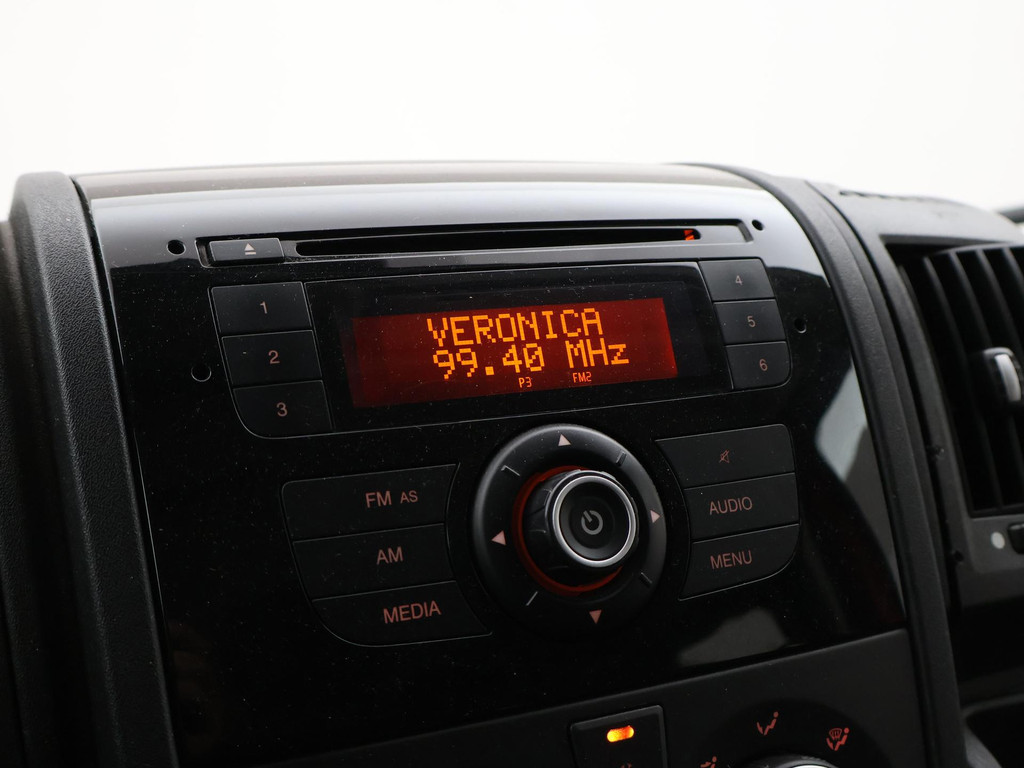 1
2
3
VERONICA
99.40 MHz
P3 FM2
4
5
6
FM AS
AM
MEDIA
AUDIO
MENU